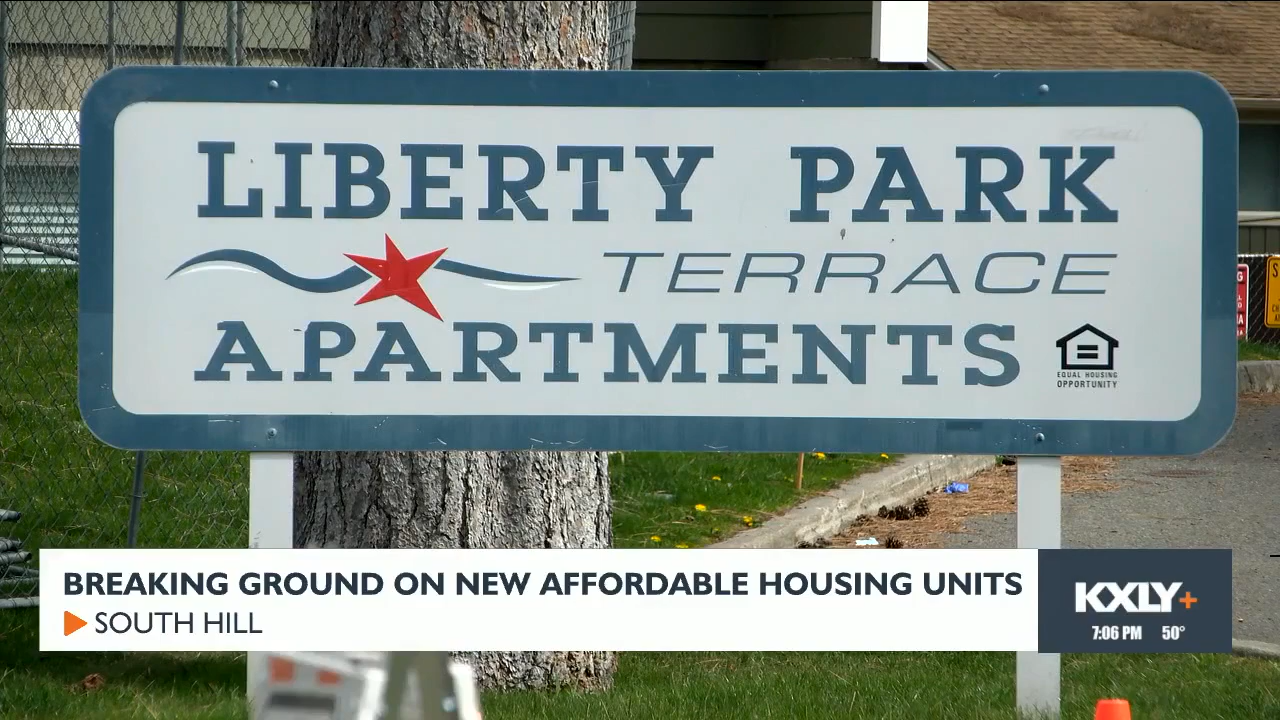 LIBERTY PARK
TERRACE
APARTMENTS
EQUAL HOUSING
OPPORTUNITY
BREAKING GROUND ON NEW AFFORDABLE HOUSING UNITS
SOUTH HILL
KXLY+
7:06 PM 50°